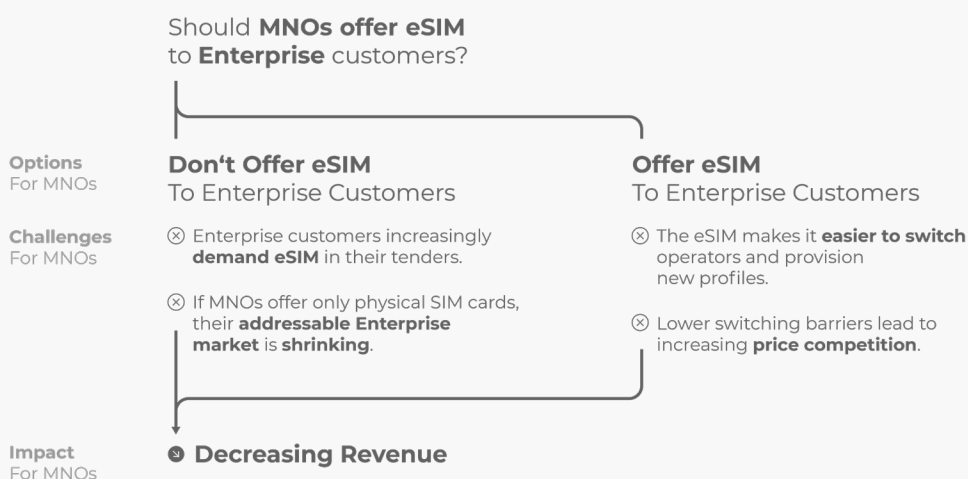 Should MNOs offer eSIM
to Enterprise customers?
Options
For MNOs
Don‘t Offer eSIM
To Enterprise Customers
Offer eSIM
To Enterprise Customers
Challenges
For MNOs
Enterprise customers increasingly
demand eSIM in their tenders.
If MNOs offer only physical SIM cards,
their addressable Enterprise
market is shrinking.
The eSIM makes it easier to switch
operators and provision
new profiles.
Lower switching barriers lead to
increasing price competition.
Impact
For MNOs
Decreasing Revenue